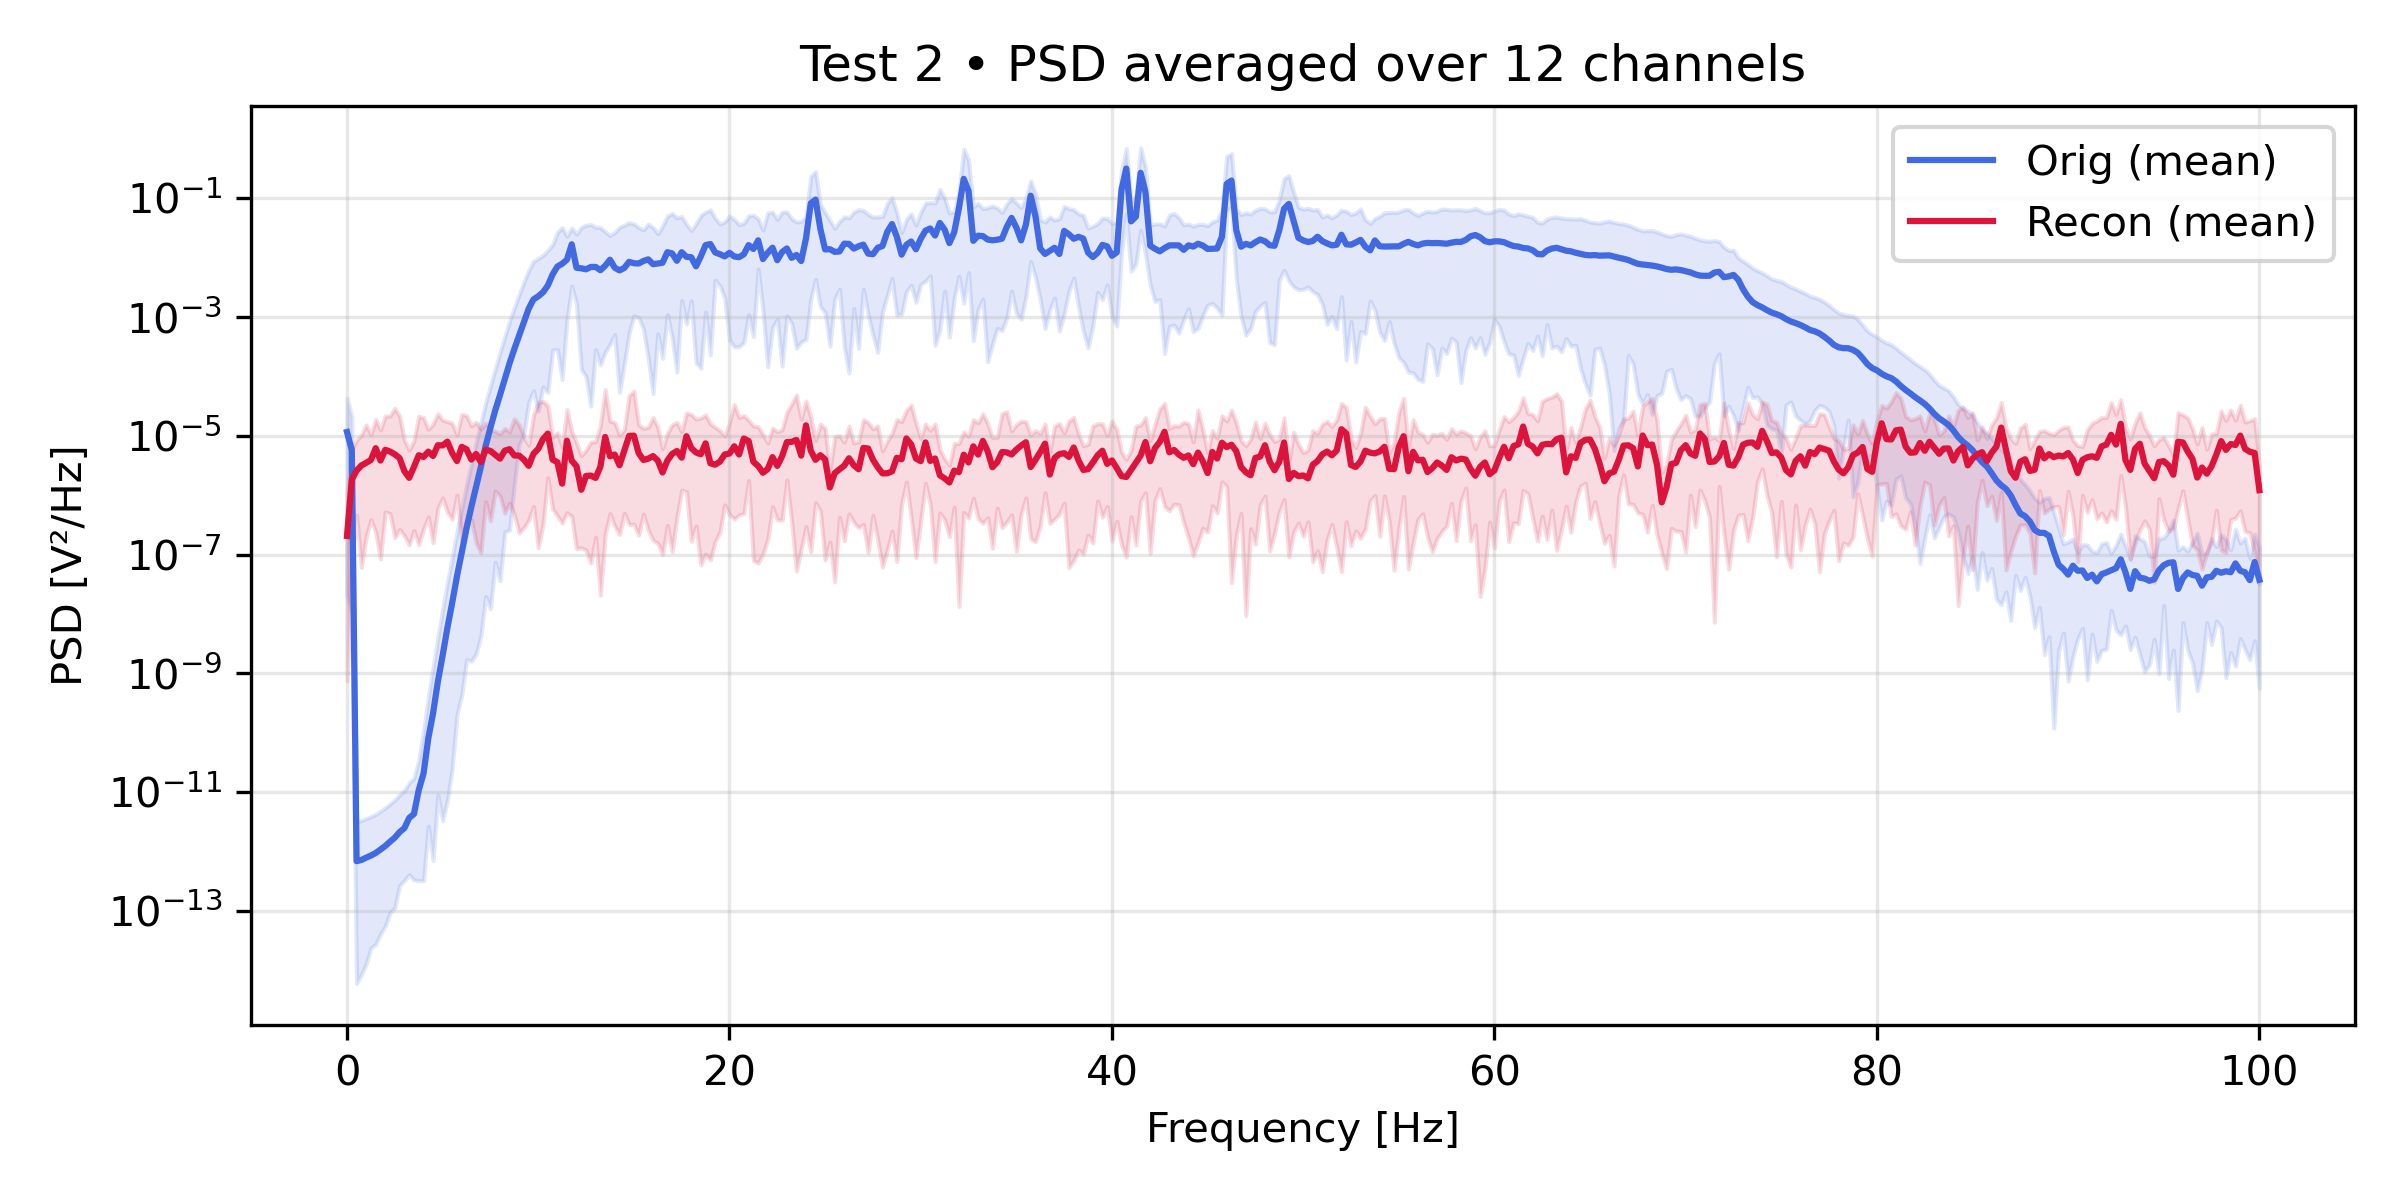 Test 2 • PSD averaged over 12 channels
Orig (mean)
Recon (mean)
PSD [V²/Hz]
10⁻¹
10⁻³
10⁻⁵
10⁻⁷
10⁻⁹
10⁻¹¹
10⁻¹³
0 20 40 60 80 100
Frequency [Hz]